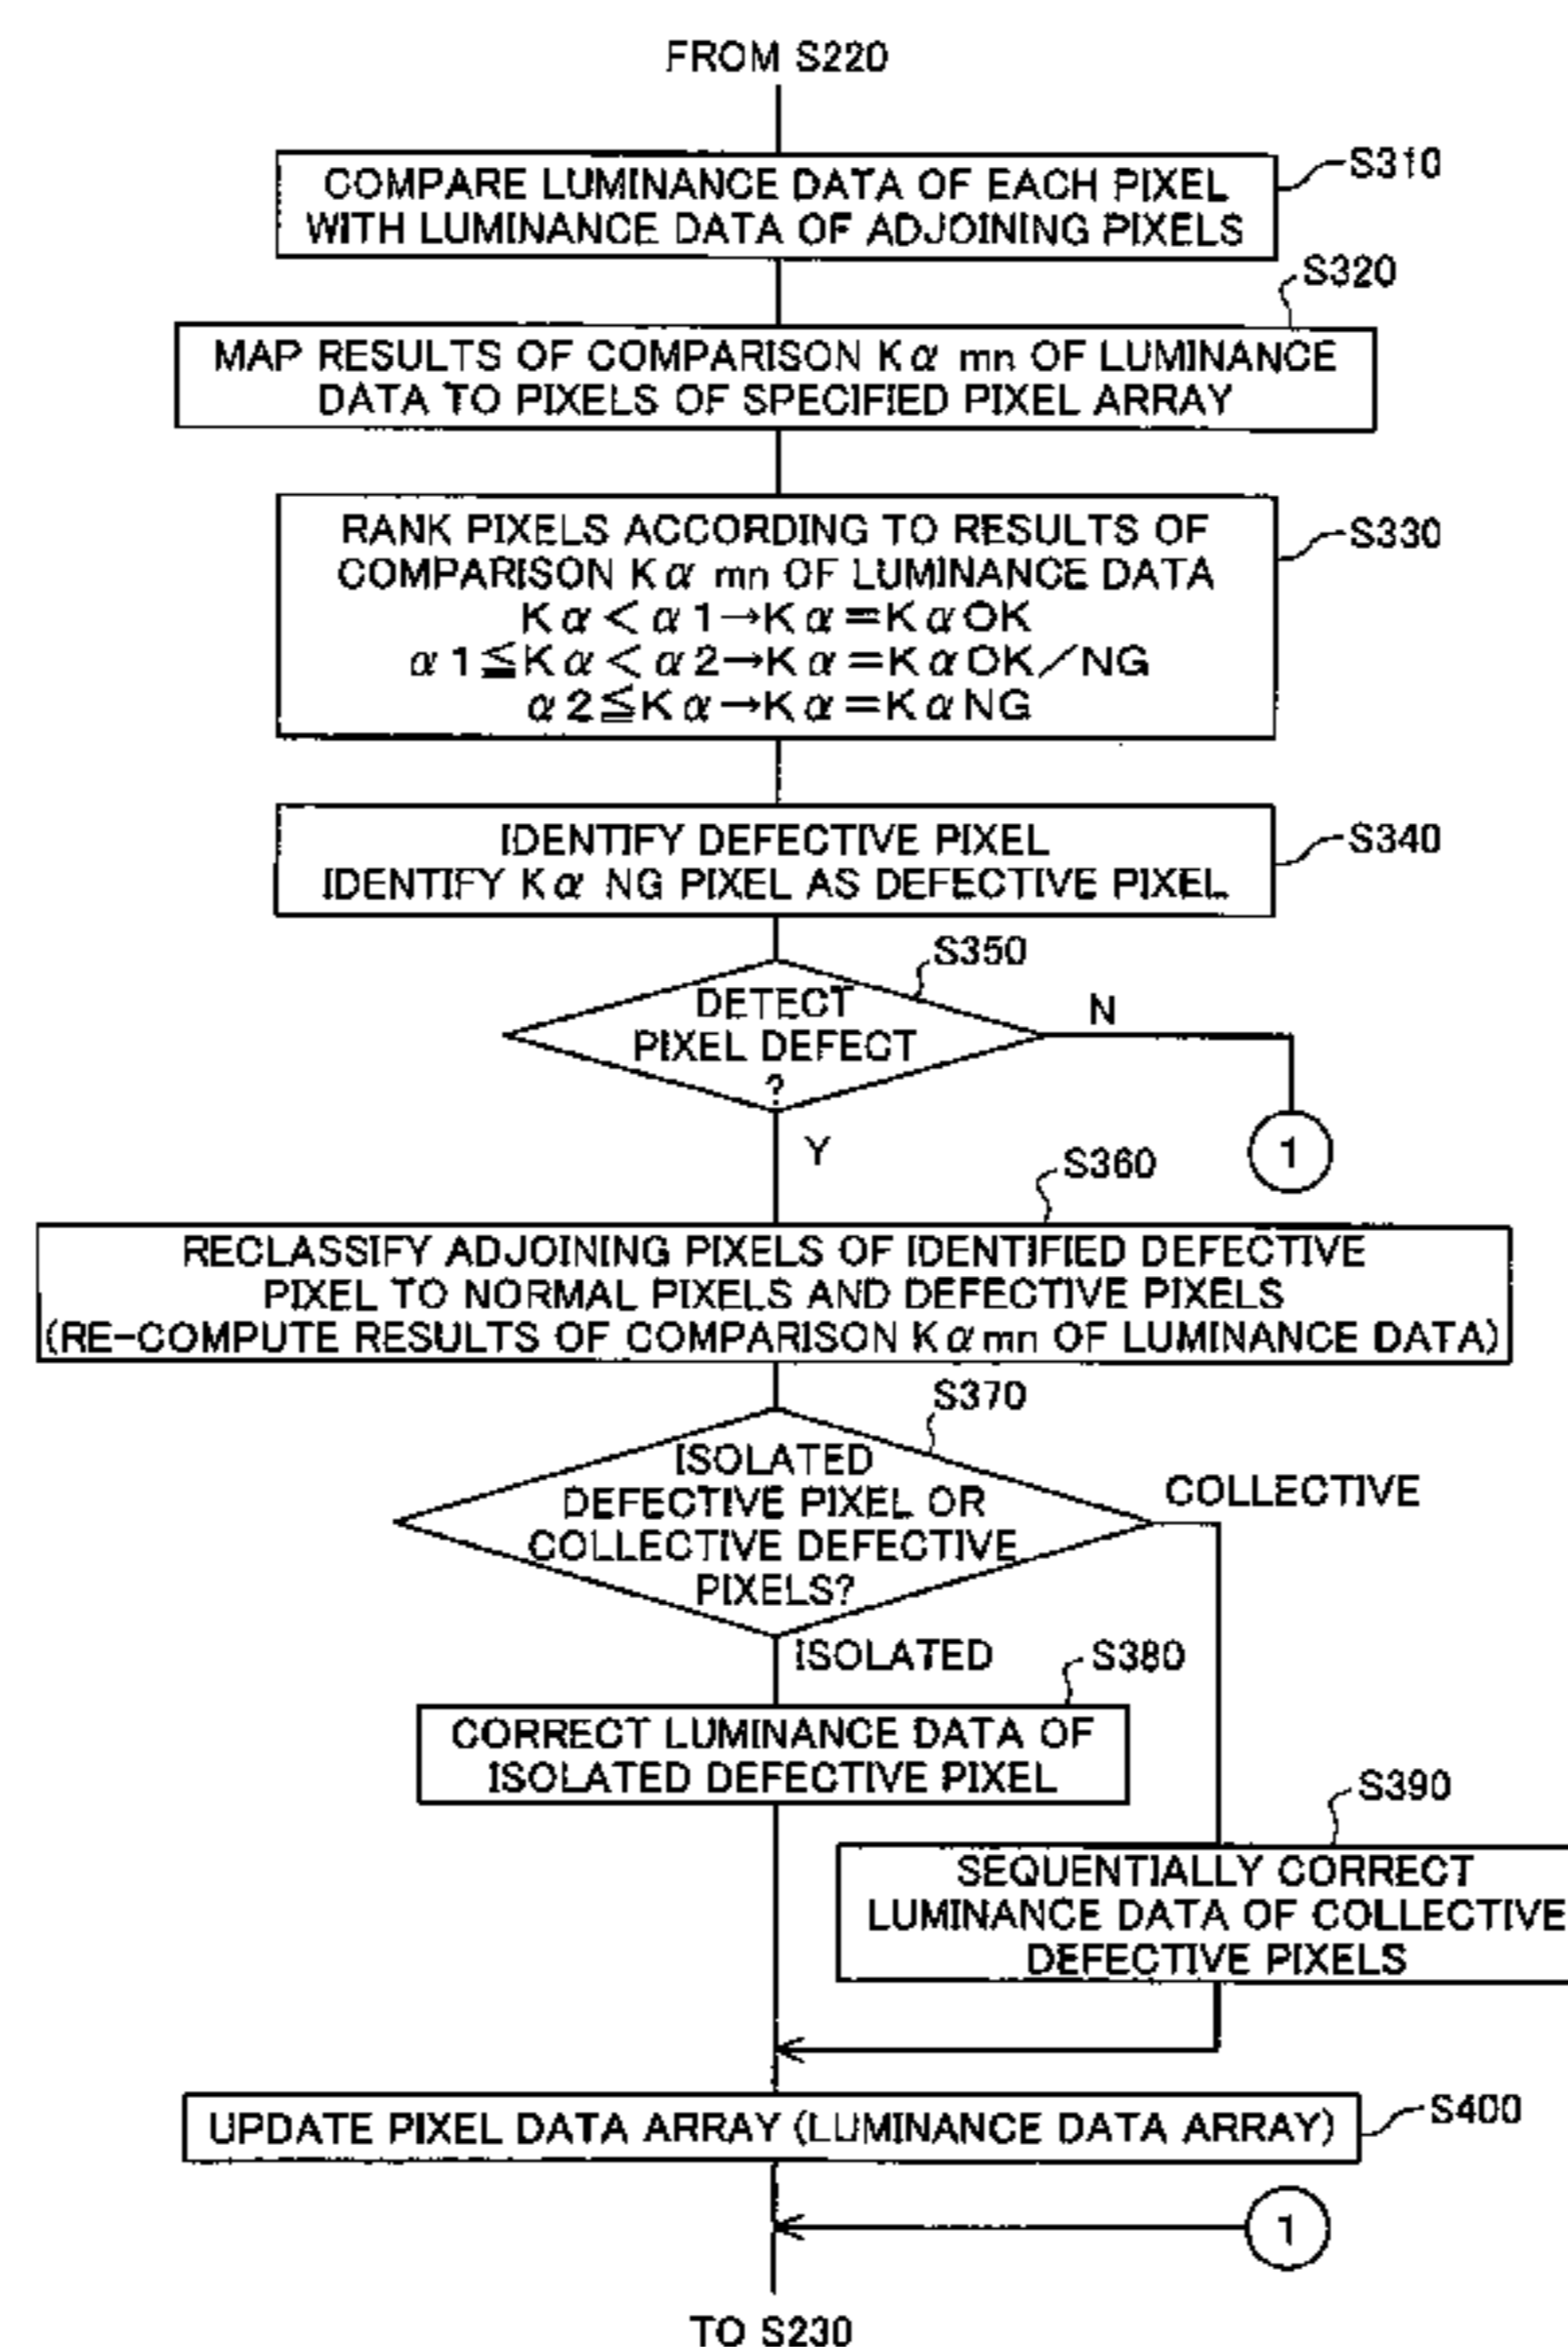 FROM S220
COMPARE LUMINANCE DATA OF EACH PIXEL
WITH LUMINANCE DATA OF ADJOINING PIXELS
S310
S320
MAP RESULTS OF COMPARISON Kα mn OF LUMINANCE
DATA TO PIXELS OF SPECIFIED PIXEL ARRAY
RANK PIXELS ACCORDING TO RESULTS OF
COMPARISON Kα mn OF LUMINANCE DATA
Kα<α1→Kα=KαOK
α1≦Kα<α2→Kα=KαOK/NG
α2≦Kα→Kα=KαNG
S330
IDENTIFY DEFECTIVE PIXEL
IDENTIFY Kα NG PIXEL AS DEFECTIVE PIXEL
S340
S350
DETECT
PIXEL DEFECT
?
N
1
Y
S360
RECLASSIFY ADJOINING PIXELS OF IDENTIFIED DEFECTIVE
PIXEL TO NORMAL PIXELS AND DEFECTIVE PIXELS
(RE-COMPUTE RESULTS OF COMPARISON Kαmn OF LUMINANCE DATA)
S370
ISOLATED
DEFECTIVE PIXEL OR
COLLECTIVE DEFECTIVE
PIXELS?
COLLECTIVE
ISOLATED
S380
CORRECT LUMINANCE DATA OF
ISOLATED DEFECTIVE PIXEL
S390
SEQUENTIALLY CORRECT
LUMINANCE DATA OF COLLECTIVE
DEFECTIVE PIXELS
UPDATE PIXEL DATA ARRAY (LUMINANCE DATA ARRAY)
S400
1
TO S230